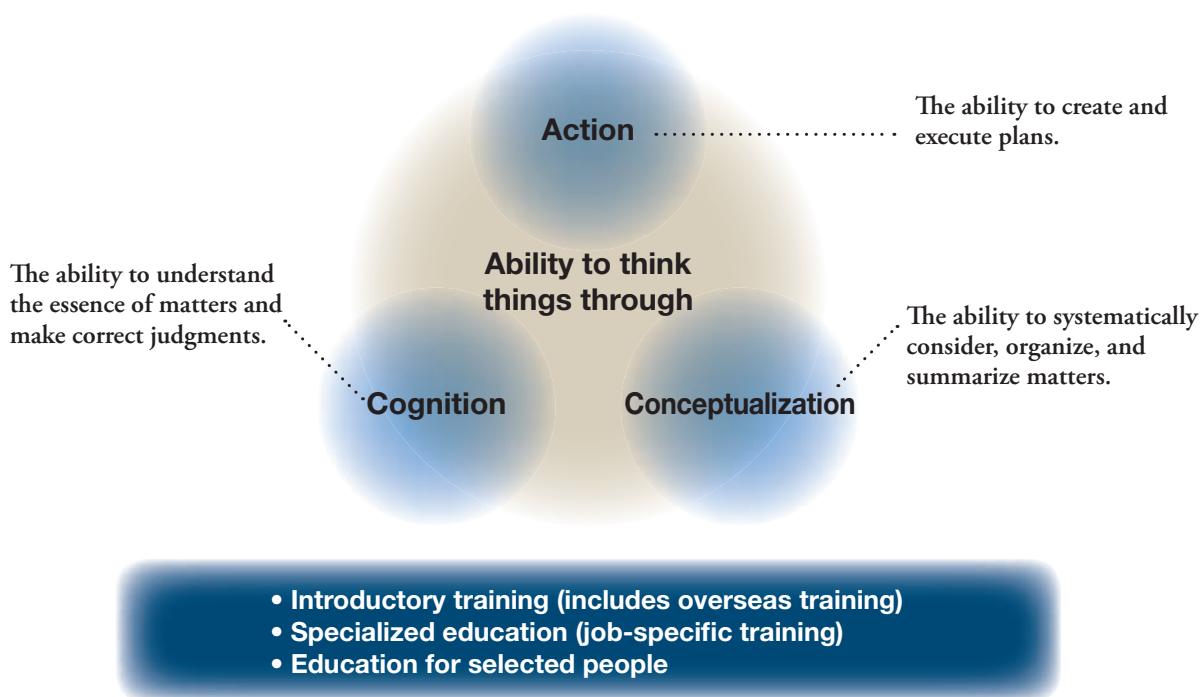 Action
The ability to create and
execute plans.
Ability to think
things through
The ability to understand
the essence of matters and
make correct judgments.
Cognition
Conceptualization
The ability to systematically
consider, organize, and
summarize matters.
• Introductory training (includes overseas training)
• Specialized education (job-specific training)
• Education for selected people